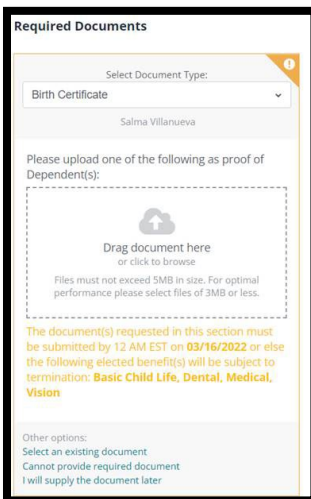 Required Documents
Select Document Type:
Birth Certificate
Salma Villanueva
Please upload one of the following as proof of
Dependent(s):
Drag document here
or click to browse
Files must not exceed 5MB in size. For optimal
performance please select files of 3MB or less.
The document(s) requested in this section must
be submitted by 12 AM EST on 03/16/2022 or else
the following elected benefit(s) will be subject to
termination: Basic Child Life, Dental, Medical,
Vision
Other options:
Select an existing document
Cannot provide required document
I will supply the document later